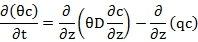 ∂(θc)/∂t = ∂/∂z (θD ∂c/∂z) − ∂/∂z (qc)